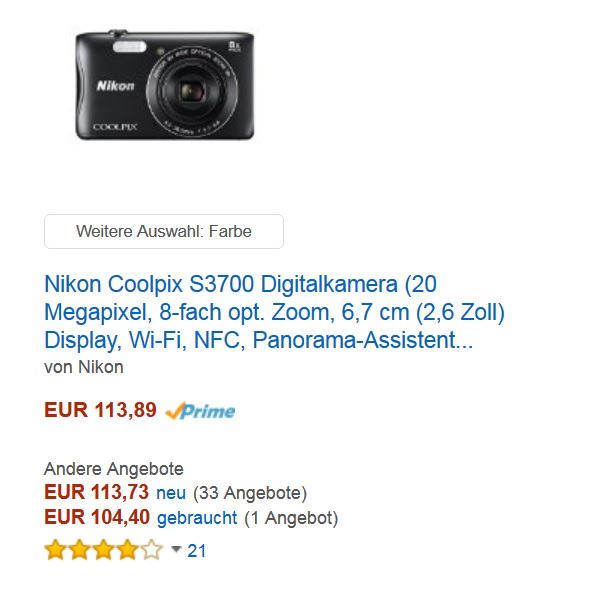 Nikon
COOLPIX
8x
Weitere Auswahl: Farbe
Nikon Coolpix S3700 Digitalkamera (20
Megapixel, 8-fach opt. Zoom, 6,7 cm (2,6 Zoll)
Display, Wi-Fi, NFC, Panorama-Assistent...
von Nikon
EUR 113,89 Prime
Andere Angebote
EUR 113,73 neu (33 Angebote)
EUR 104,40 gebraucht (1 Angebot)
21